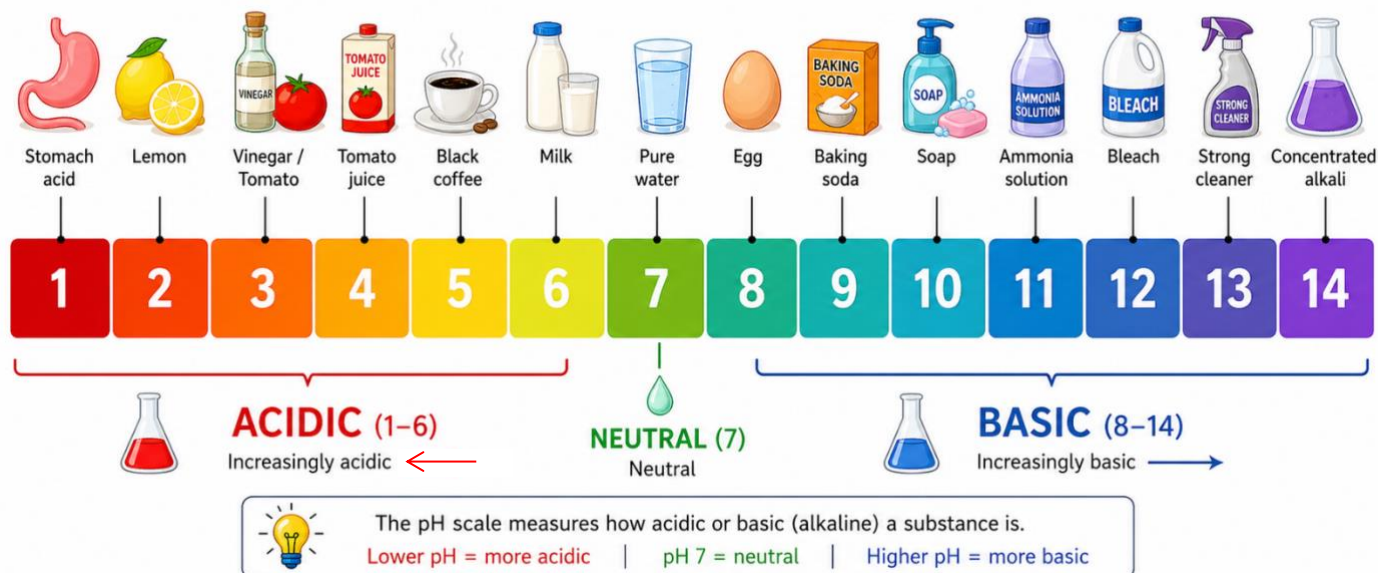 VINEGAR
TOMATO
JUICE
BAKING
SODA
SOAP
AMMONIA
SOLUTION
BLEACH
STRONG
CLEANER
Stomach
acid
Lemon
Vinegar /
Tomato
Tomato
juice
Black
coffee
Milk
Pure
water
Egg
Baking
soda
Soap
Ammonia
solution
Bleach
Strong
cleaner
Concentrated
alkali
1 2 3 4 5 6 7 8 9 10 11 12 13 14
ACIDIC (1–6)
Increasingly acidic
NEUTRAL (7)
Neutral
BASIC (8–14)
Increasingly basic
The pH scale measures how acidic or basic (alkaline) a substance is.
Lower pH = more acidic | pH 7 = neutral | Higher pH = more basic